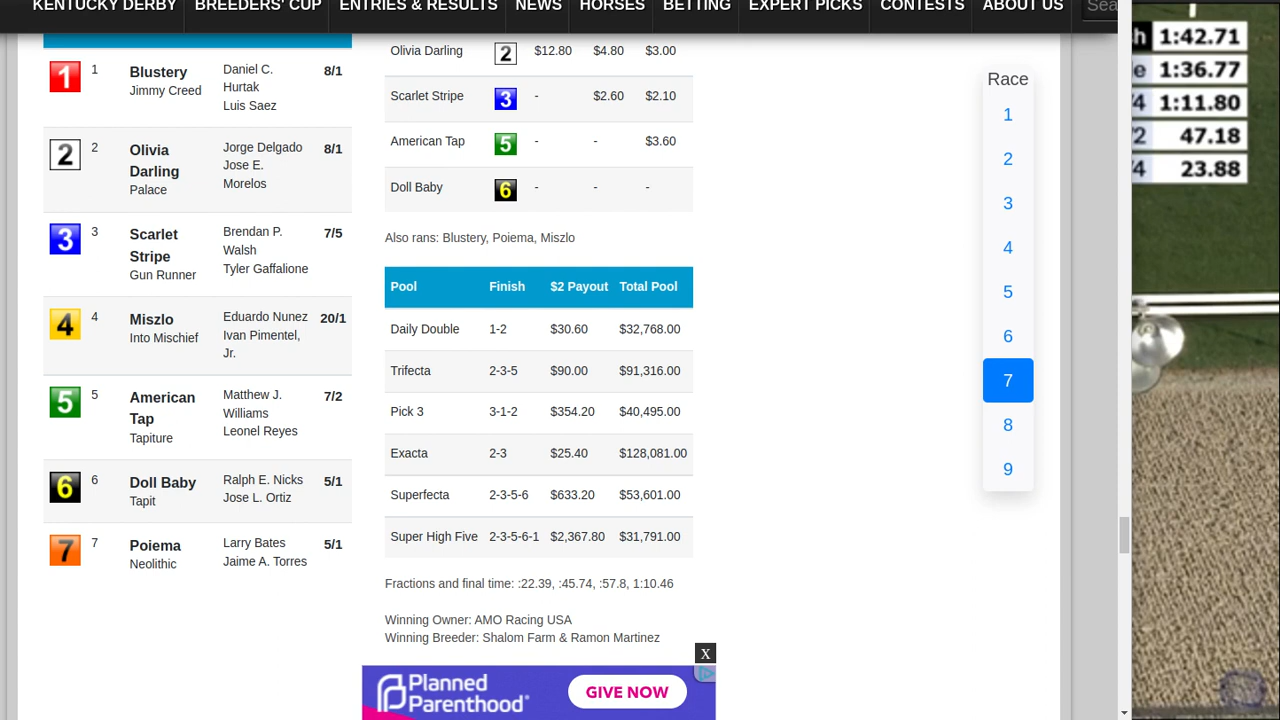 KENTUCKY DERBY BREEDERS' CUP ENTRIES & RESULTS NEWS HORSES BETTING EXPERT PICKS CONTESTS ABOUT US Sea
1 1 Blustery Daniel C. 8/1
Jimmy Creed Hurtak
Luis Saez
2 2 Olivia Jorge Delgado 8/1
Darling Jose E.
Palace Morelos
3 3 Scarlet Brendan P. 7/5
Stripe Walsh
Gun Runner Tyler Gaffalione
4 4 Miszlo Eduardo Nunez 20/1
Into Mischief Ivan Pimentel,
Jr.
5 5 American Matthew J. 7/2
Tap Williams
Tapiture Leonel Reyes
6 6 Doll Baby Ralph E. Nicks 5/1
Tapit Jose L. Ortiz
7 7 Poiema Larry Bates 5/1
Neolithic Jaime A. Torres
Olivia Darling 2 $12.80 $4.80 $3.00
Scarlet Stripe 3 - $2.60 $2.10
American Tap 5 - - $3.60
Doll Baby 6 - - -
Also rans: Blustery, Poiema, Miszlo
Pool Finish $2 Payout Total Pool
Daily Double 1-2 $30.60 $32,768.00
Trifecta 2-3-5 $90.00 $91,316.00
Pick 3 3-1-2 $354.20 $40,495.00
Exacta 2-3 $25.40 $128,081.00
Superfecta 2-3-5-6 $633.20 $53,601.00
Super High Five 2-3-5-6-1 $2,367.80 $31,791.00
Fractions and final time: :22.39, :45.74, :57.8, 1:10.46
Winning Owner: AMO Racing USA
Winning Breeder: Shalom Farm & Ramon Martinez
X
Planned
Parenthood®
GIVE NOW
Race
1
2
3
4
5
6
7
8
9
h 1:42.71
e 1:36.77
/4 1:11.80
/2 47.18
/4 23.88